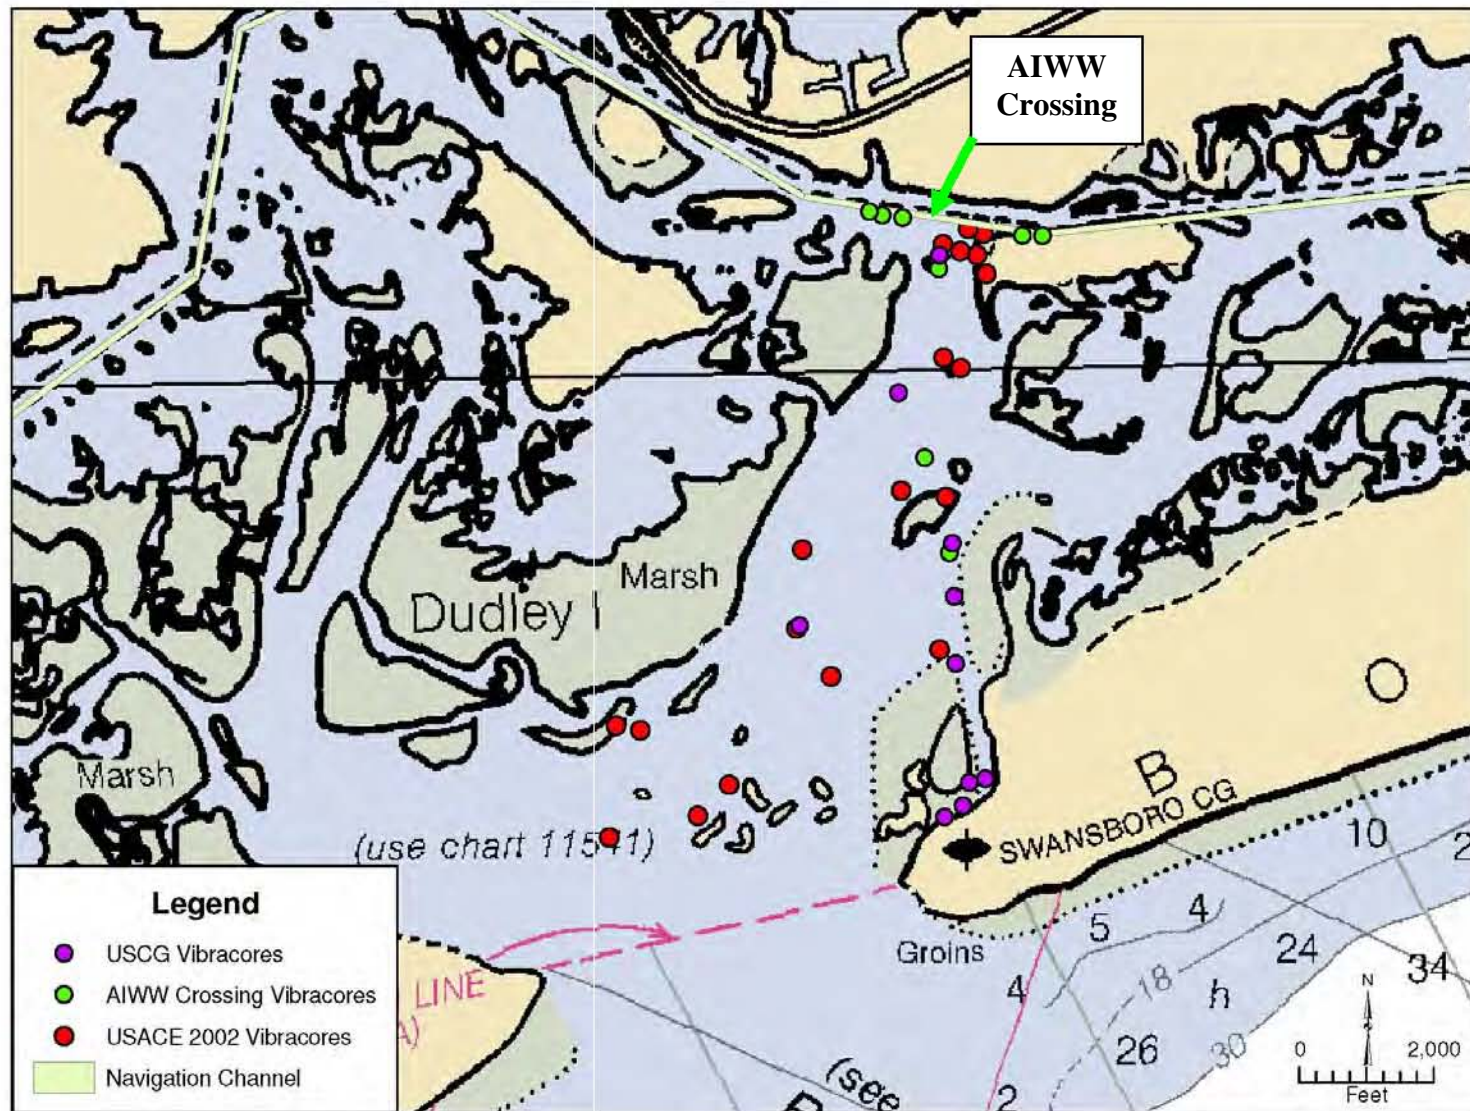 AIWW
Crossing
Marsh
Dudley I
Marsh
O
B
SWANSBORO CG
(use chart 11541)
10
2
4
5
24
34
Groins
LINE
A)
4
18
h
26
30
2
(see
N
0 2,000
Feet
Legend
USCG Vibracores
AIWW Crossing Vibracores
USACE 2002 Vibracores
Navigation Channel